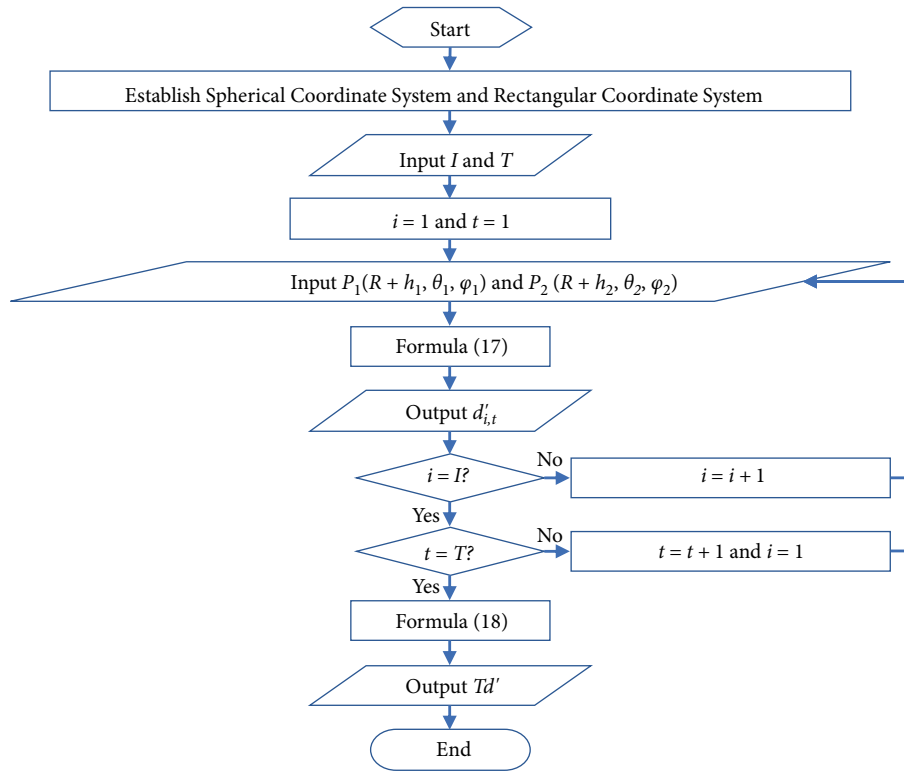 Start
Establish Spherical Coordinate System and Rectangular Coordinate System
Input I and T
i = 1 and t = 1
Input P₁(R + h₁, θ₁, φ₁) and P₂ (R + h₂, θ₂, φ₂)
Formula (17)
Output d′ᵢ,ₜ
i = I?
No
i = i + 1
Yes
t = T?
No
t = t + 1 and i = 1
Yes
Formula (18)
Output Td′
End